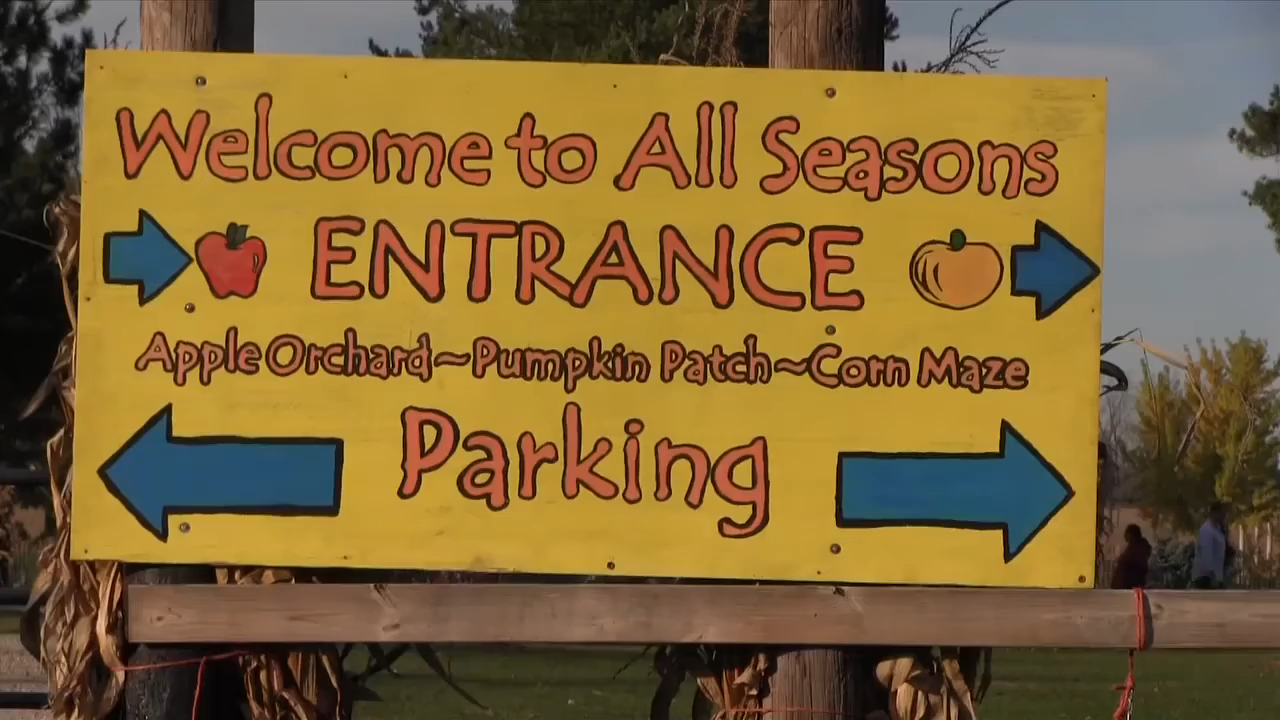 Welcome to All Seasons
ENTRANCE
Apple Orchard~Pumpkin Patch~Corn Maze
Parking